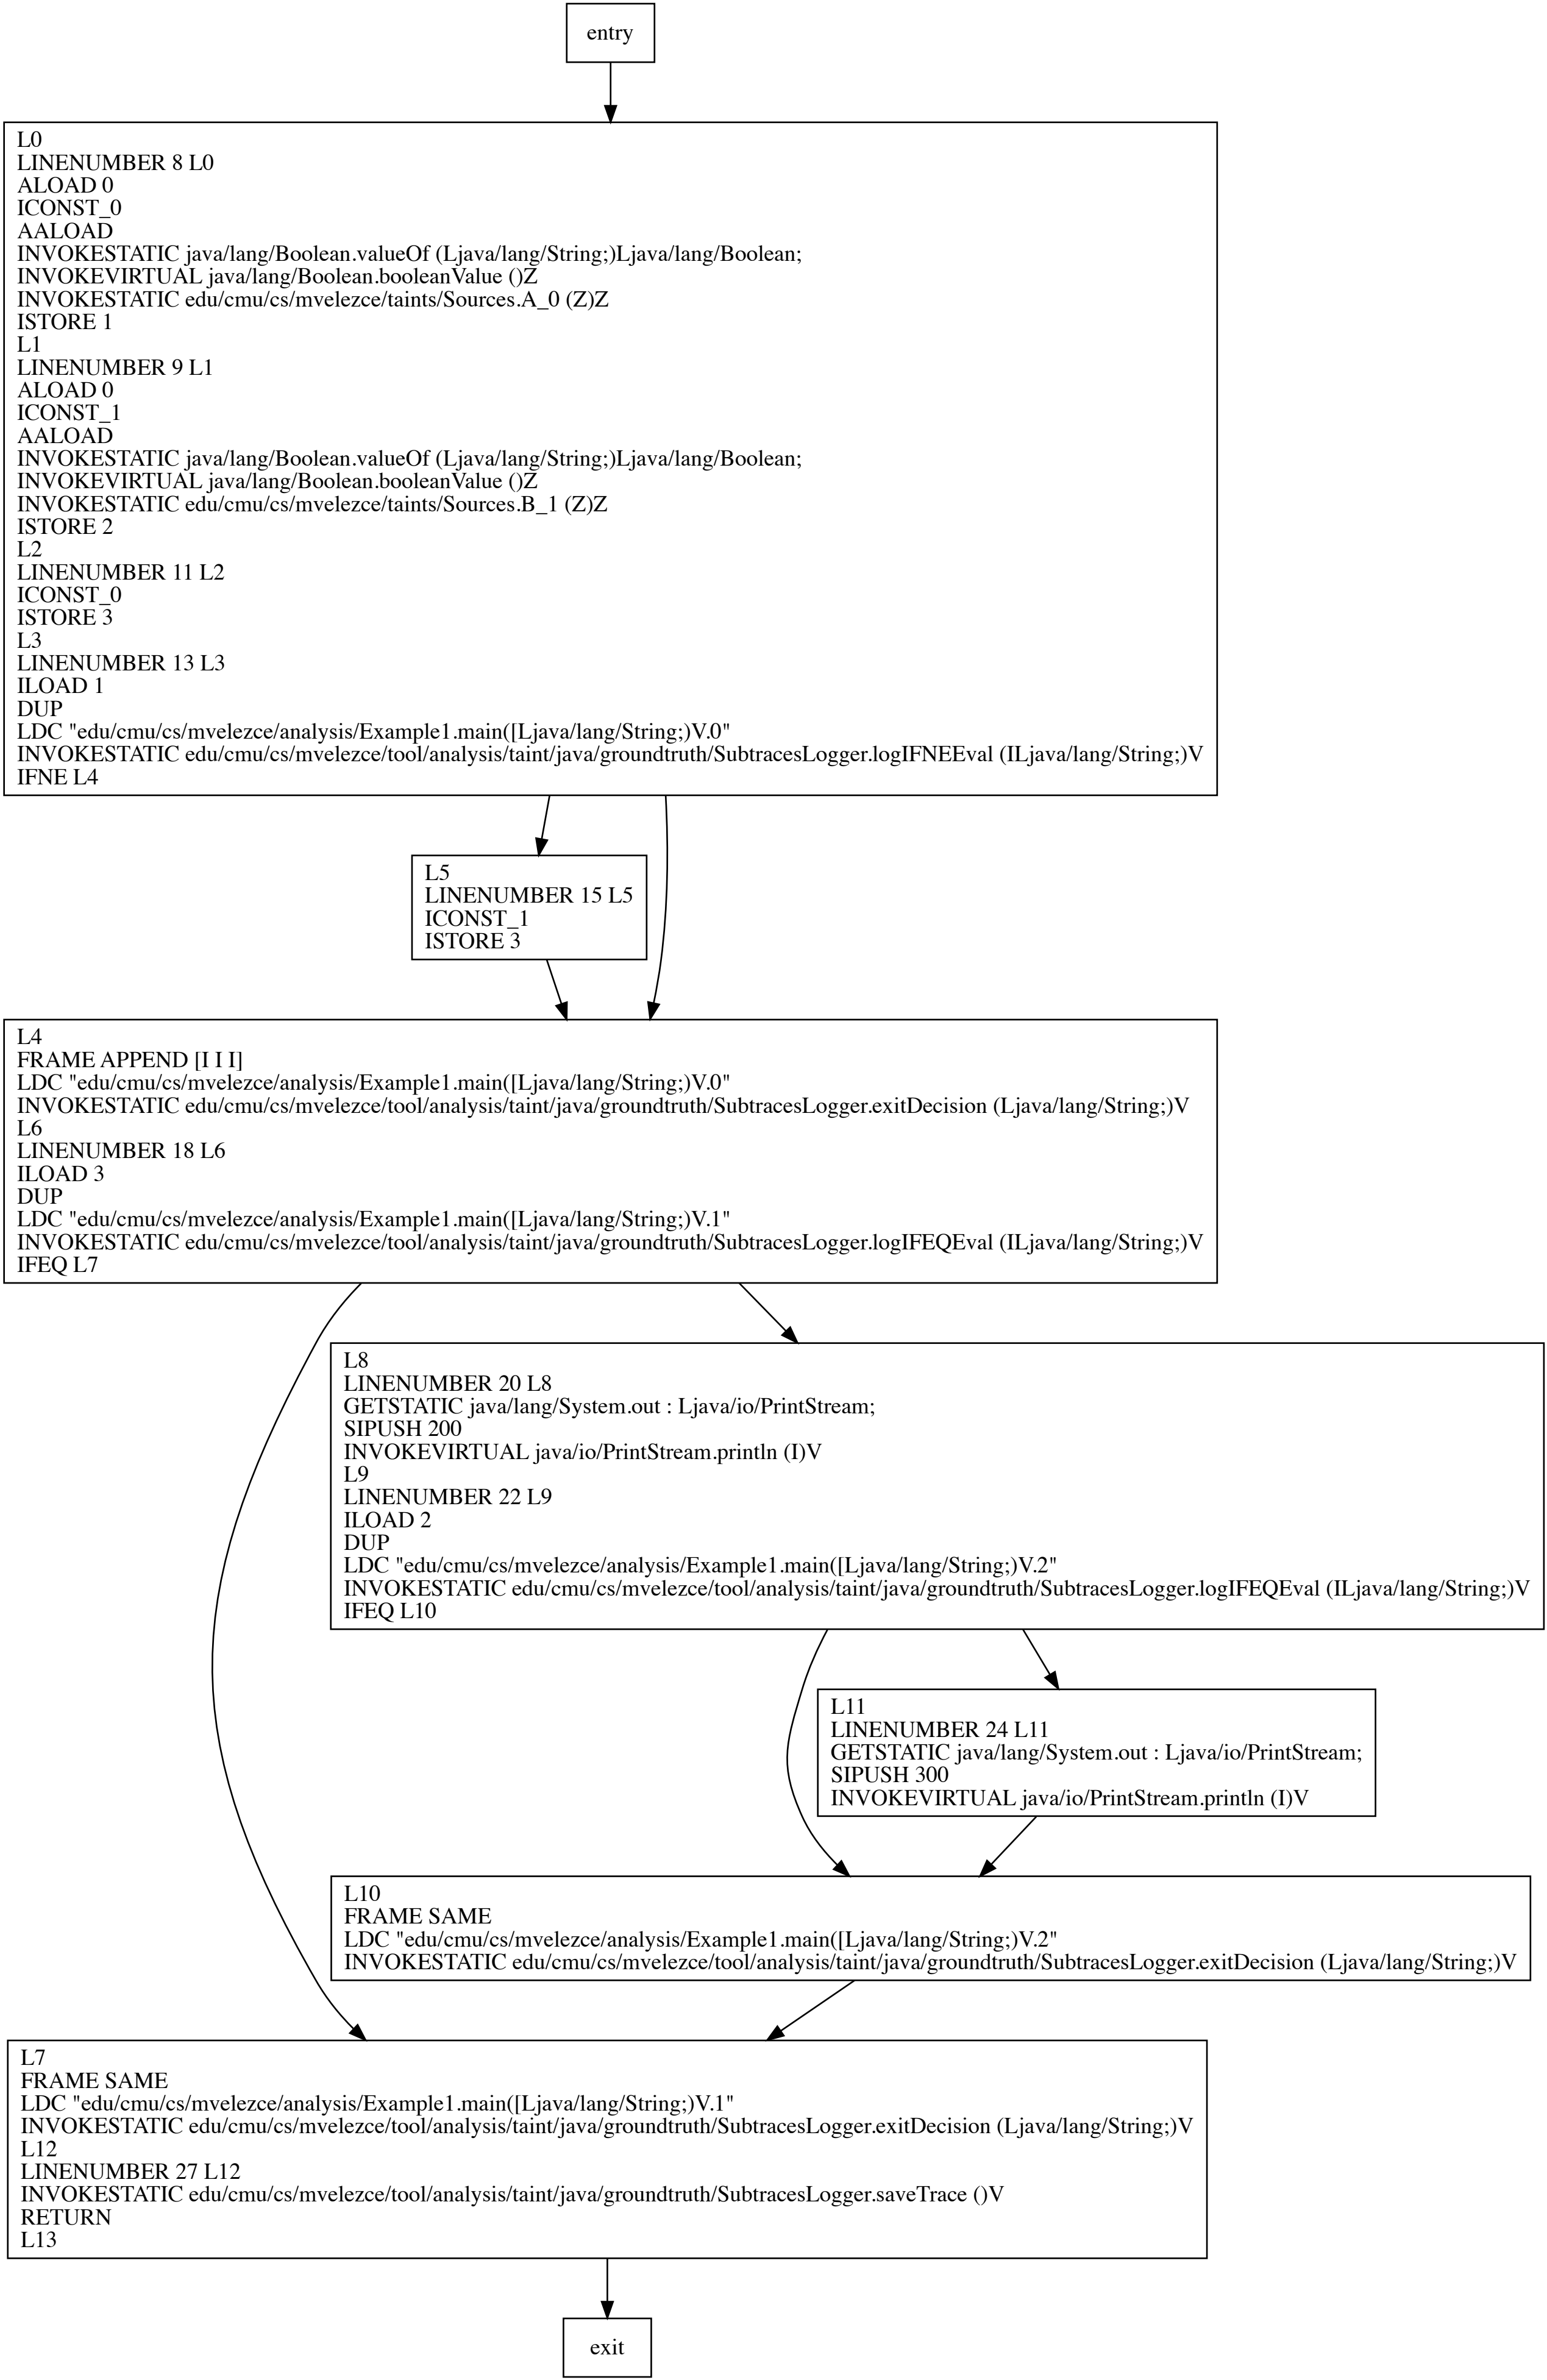 entry
L0
LINENUMBER 8 L0
ALOAD 0
ICONST_0
AALOAD
INVOKESTATIC java/lang/Boolean.valueOf (Ljava/lang/String;)Ljava/lang/Boolean;
INVOKEVIRTUAL java/lang/Boolean.booleanValue ()Z
INVOKESTATIC edu/cmu/cs/mvelezce/taints/Sources.A_0 (Z)Z
ISTORE 1
L1
LINENUMBER 9 L1
ALOAD 0
ICONST_1
AALOAD
INVOKESTATIC java/lang/Boolean.valueOf (Ljava/lang/String;)Ljava/lang/Boolean;
INVOKEVIRTUAL java/lang/Boolean.booleanValue ()Z
INVOKESTATIC edu/cmu/cs/mvelezce/taints/Sources.B_1 (Z)Z
ISTORE 2
L2
LINENUMBER 11 L2
ICONST_0
ISTORE 3
L3
LINENUMBER 13 L3
ILOAD 1
DUP
LDC "edu/cmu/cs/mvelezce/analysis/Example1.main([Ljava/lang/String;)V.0"
INVOKESTATIC edu/cmu/cs/mvelezce/tool/analysis/taint/java/groundtruth/SubtracesLogger.logIFNEEval (ILjava/lang/String;)V
IFNE L4
L5
LINENUMBER 15 L5
ICONST_1
ISTORE 3
L4
FRAME APPEND [I I I]
LDC "edu/cmu/cs/mvelezce/analysis/Example1.main([Ljava/lang/String;)V.0"
INVOKESTATIC edu/cmu/cs/mvelezce/tool/analysis/taint/java/groundtruth/SubtracesLogger.exitDecision (Ljava/lang/String;)V
L6
LINENUMBER 18 L6
ILOAD 3
DUP
LDC "edu/cmu/cs/mvelezce/analysis/Example1.main([Ljava/lang/String;)V.1"
INVOKESTATIC edu/cmu/cs/mvelezce/tool/analysis/taint/java/groundtruth/SubtracesLogger.logIFEQEval (ILjava/lang/String;)V
IFEQ L7
L8
LINENUMBER 20 L8
GETSTATIC java/lang/System.out : Ljava/io/PrintStream;
SIPUSH 200
INVOKEVIRTUAL java/io/PrintStream.println (I)V
L9
LINENUMBER 22 L9
ILOAD 2
DUP
LDC "edu/cmu/cs/mvelezce/analysis/Example1.main([Ljava/lang/String;)V.2"
INVOKESTATIC edu/cmu/cs/mvelezce/tool/analysis/taint/java/groundtruth/SubtracesLogger.logIFEQEval (ILjava/lang/String;)V
IFEQ L10
L11
LINENUMBER 24 L11
GETSTATIC java/lang/System.out : Ljava/io/PrintStream;
SIPUSH 300
INVOKEVIRTUAL java/io/PrintStream.println (I)V
L10
FRAME SAME
LDC "edu/cmu/cs/mvelezce/analysis/Example1.main([Ljava/lang/String;)V.2"
INVOKESTATIC edu/cmu/cs/mvelezce/tool/analysis/taint/java/groundtruth/SubtracesLogger.exitDecision (Ljava/lang/String;)V
L7
FRAME SAME
LDC "edu/cmu/cs/mvelezce/analysis/Example1.main([Ljava/lang/String;)V.1"
INVOKESTATIC edu/cmu/cs/mvelezce/tool/analysis/taint/java/groundtruth/SubtracesLogger.exitDecision (Ljava/lang/String;)V
L12
LINENUMBER 27 L12
INVOKESTATIC edu/cmu/cs/mvelezce/tool/analysis/taint/java/groundtruth/SubtracesLogger.saveTrace ()V
RETURN
L13
exit